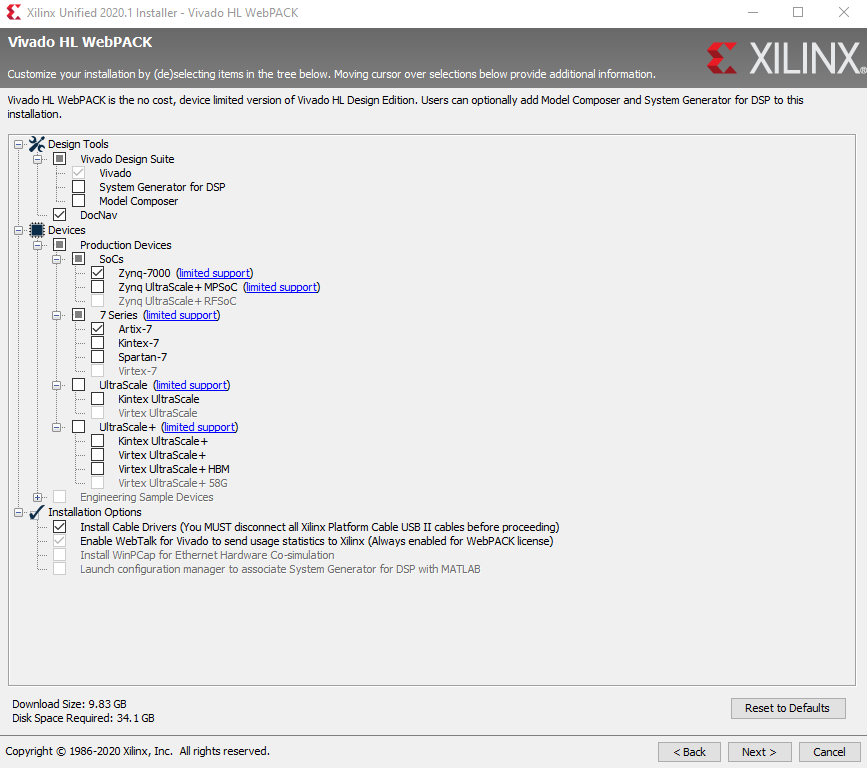 Xilinx Unified 2020.1 Installer - Vivado HL WebPACK
Vivado HL WebPACK
Customize your installation by (de)selecting items in the tree below. Moving cursor over selections below provide additional information.
XILINX®
Vivado HL WebPACK is the no cost, device limited version of Vivado HL Design Edition. Users can optionally add Model Composer and System Generator for DSP to this
installation.
Design Tools
Vivado Design Suite
Vivado
System Generator for DSP
Model Composer
DocNav
Devices
Production Devices
SoCs
Zynq-7000 (limited support)
Zynq UltraScale+ MPSoC (limited support)
Zynq UltraScale+ RFSoC
7 Series (limited support)
Artix-7
Kintex-7
Spartan-7
Virtex-7
UltraScale (limited support)
Kintex UltraScale
Virtex UltraScale
UltraScale+ (limited support)
Kintex UltraScale+
Virtex UltraScale+
Virtex UltraScale+ HBM
Virtex UltraScale+ 58G
Engineering Sample Devices
Installation Options
Install Cable Drivers (You MUST disconnect all Xilinx Platform Cable USB II cables before proceeding)
Enable WebTalk for Vivado to send usage statistics to Xilinx (Always enabled for WebPACK license)
Install WinPCap for Ethernet Hardware Co-simulation
Launch configuration manager to associate System Generator for DSP with MATLAB
Download Size: 9.83 GB
Disk Space Required: 34.1 GB
Reset to Defaults
Copyright © 1986-2020 Xilinx, Inc. All rights reserved.
< Back
Next >
Cancel